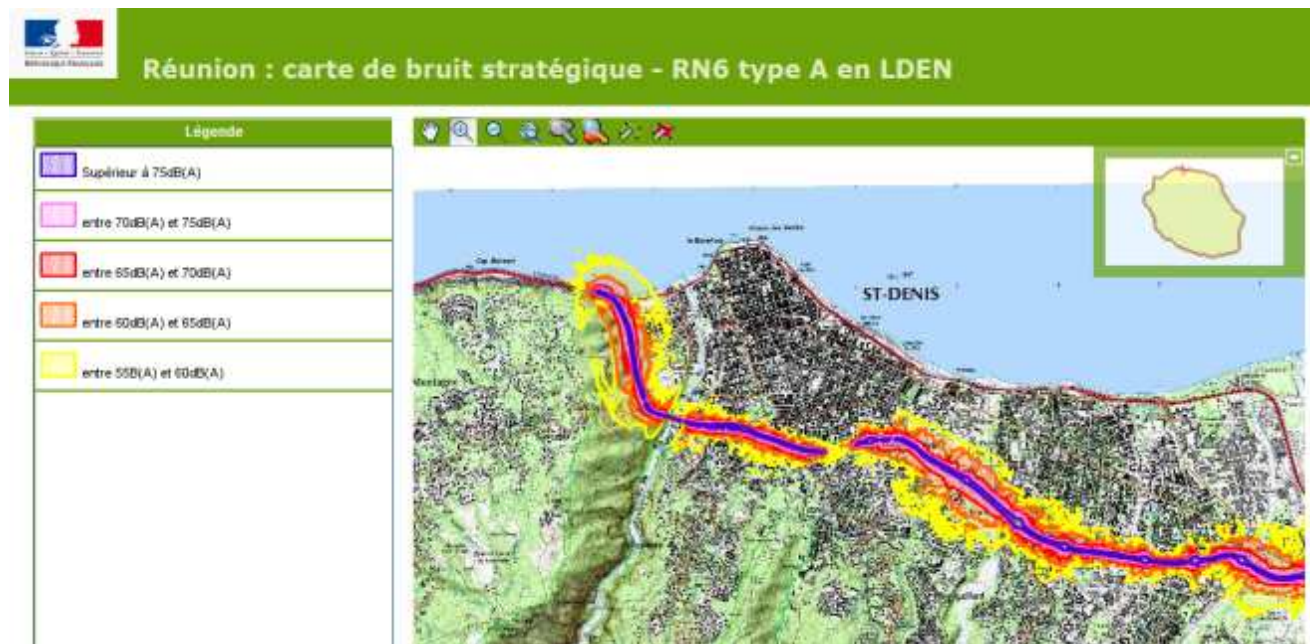 Réunion : carte de bruit stratégique - RN6 type A en LDEN
Légende
Supérieur à 75dB(A)
entre 70dB(A) et 75dB(A)
entre 65dB(A) et 70dB(A)
entre 60dB(A) et 65dB(A)
entre 55B(A) et 60dB(A)
ST-DENIS